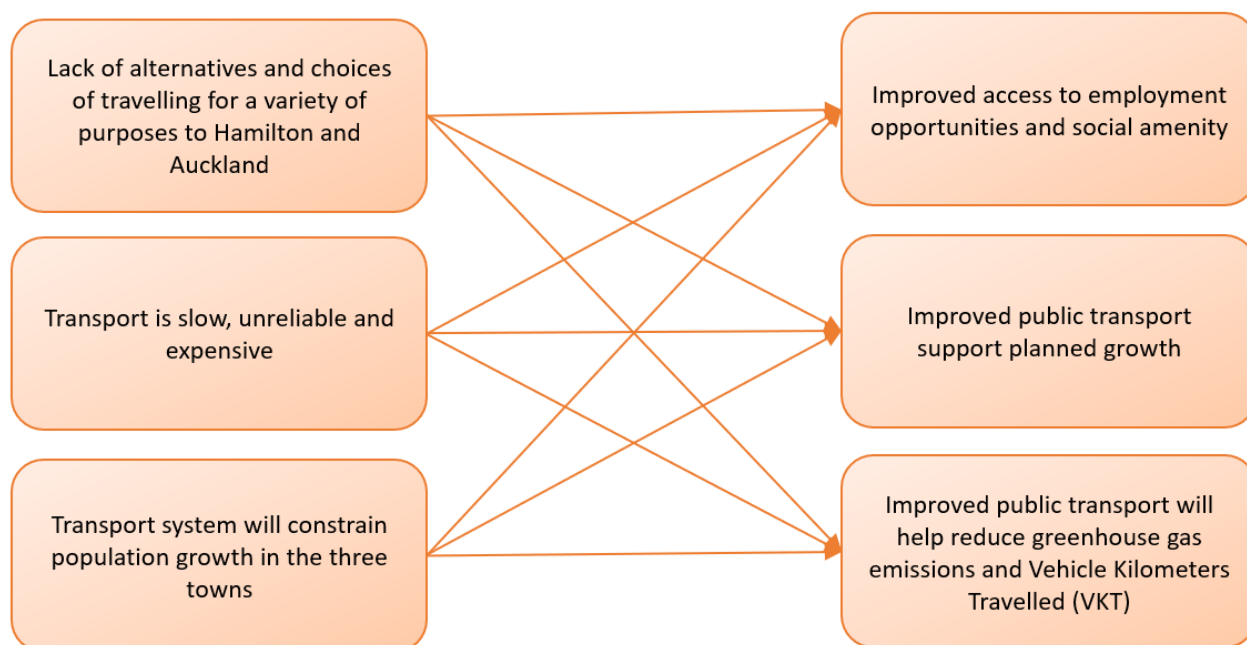 Lack of alternatives and choices
of travelling for a variety of
purposes to Hamilton and
Auckland
Improved access to employment
opportunities and social amenity
Transport is slow, unreliable and
expensive
Improved public transport
support planned growth
Transport system will constrain
population growth in the three
towns
Improved public transport will
help reduce greenhouse gas
emissions and Vehicle Kilometers
Travelled (VKT)